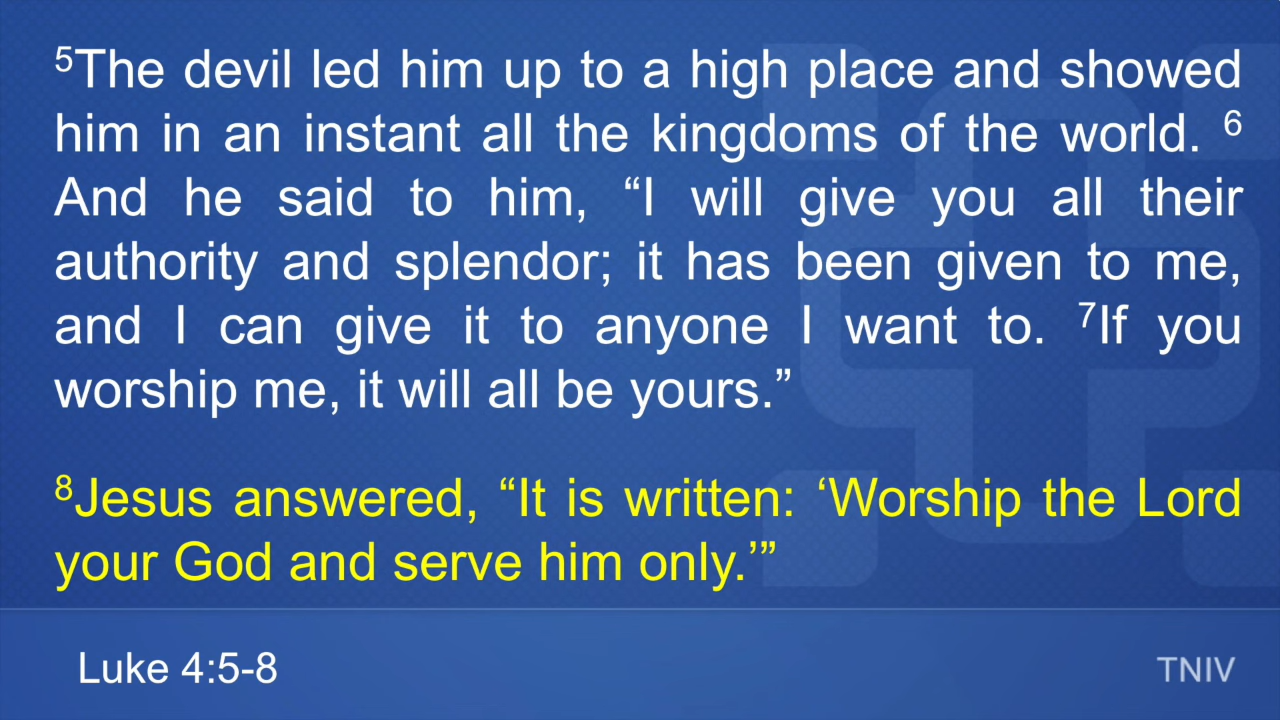 ⁵The devil led him up to a high place and showed
him in an instant all the kingdoms of the world. ⁶
And he said to him, “I will give you all their
authority and splendor; it has been given to me,
and I can give it to anyone I want to. ⁷If you
worship me, it will all be yours.”
⁸Jesus answered, “It is written: ‘Worship the Lord
your God and serve him only.’”
Luke 4:5-8
TNIV